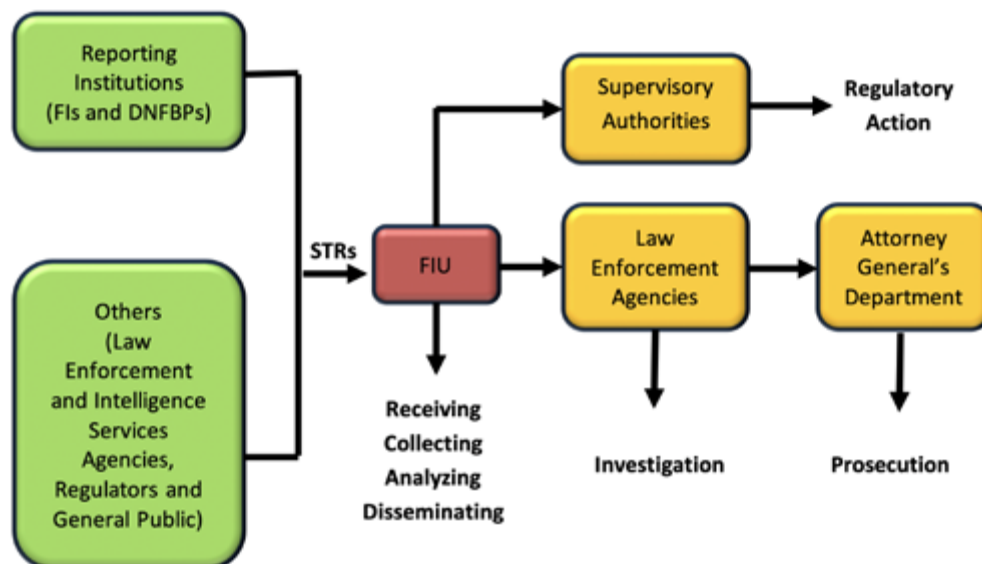 Reporting
Institutions
(FIs and DNFBPs)
Others
(Law
Enforcement
and Intelligence
Services
Agencies,
Regulators and
General Public)
STRs
FIU
Receiving
Collecting
Analyzing
Disseminating
Supervisory
Authorities
Regulatory
Action
Law
Enforcement
Agencies
Investigation
Attorney
General's
Department
Prosecution